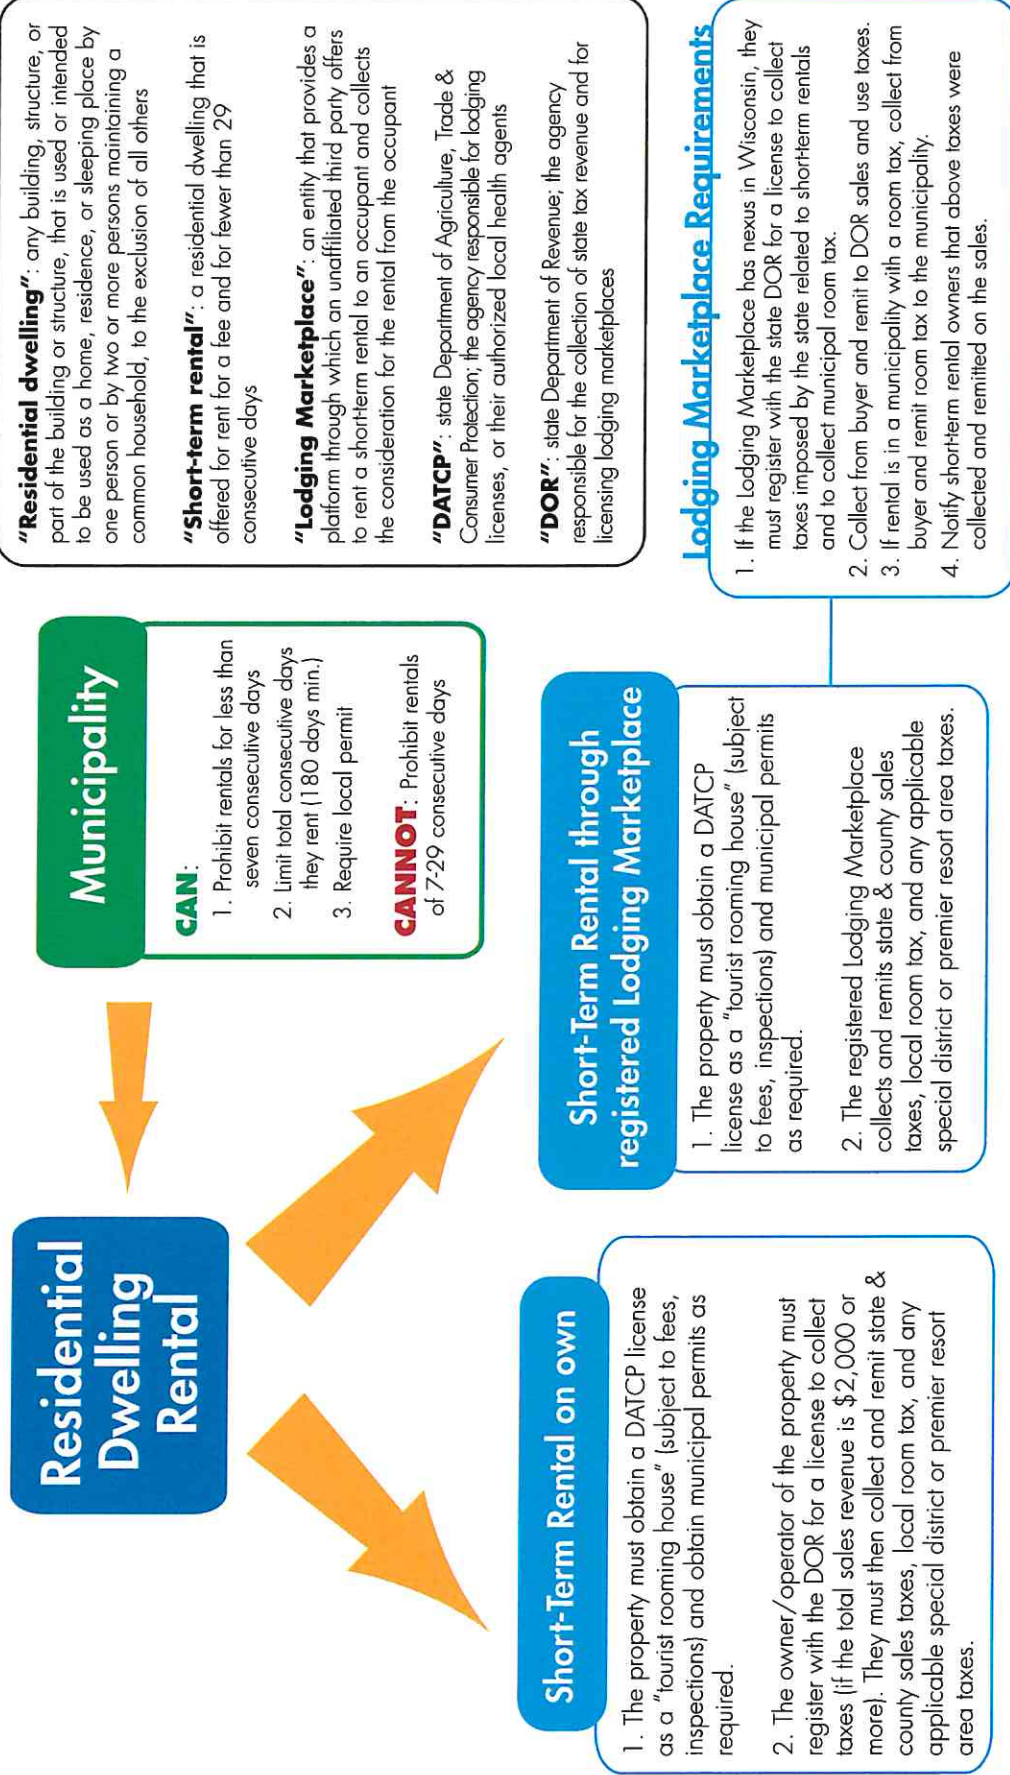 Residential
Dwelling
Rental
Municipality
CAN:
1. Prohibit rentals for less than
seven consecutive days
2. Limit total consecutive days
they rent (180 days min.)
3. Require local permit
CANNOT: Prohibit rentals
of 7-29 consecutive days
"Residential dwelling": any building, structure, or
part of the building or structure, that is used or intended
to be used as a home, residence, or sleeping place by
one person or by two or more persons maintaining a
common household, to the exclusion of all others
"Short-term rental": a residential dwelling that is
offered for rent for a fee and for fewer than 29
consecutive days
"Lodging Marketplace": an entity that provides a
platform through which an unaffiliated third party offers
to rent a short-term rental to an occupant and collects
the consideration for the rental from the occupant
"DATCP": state Department of Agriculture, Trade &
Consumer Protection; the agency responsible for lodging
licenses, or their authorized local health agents
"DOR": state Department of Revenue; the agency
responsible for the collection of state tax revenue and for
licensing lodging marketplaces
Short-Term Rental on own
1. The property must obtain a DATCP license
as a "tourist rooming house" (subject to fees,
inspections) and obtain municipal permits as
required.
2. The owner/operator of the property must
register with the DOR for a license to collect
taxes (if the total sales revenue is $2,000 or
more). They must then collect and remit state &
county sales taxes, local room tax, and any
applicable special district or premier resort
area taxes.
Short-Term Rental through
registered Lodging Marketplace
1. The property must obtain a DATCP
license as a "tourist rooming house" (subject
to fees, inspections) and municipal permits
as required.
2. The registered Lodging Marketplace
collects and remits state & county sales
taxes, local room tax, and any applicable
special district or premier resort area taxes.
Lodging Marketplace Requirements
1. If the Lodging Marketplace has nexus in Wisconsin, they
must register with the state DOR for a license to collect
taxes imposed by the state related to short-term rentals
and to collect municipal room tax.
2. Collect from buyer and remit to DOR sales and use taxes.
3. If rental is in a municipality with a room tax, collect from
buyer and remit room tax to the municipality.
4. Notify short-term rental owners that above taxes were
collected and remitted on the sales.